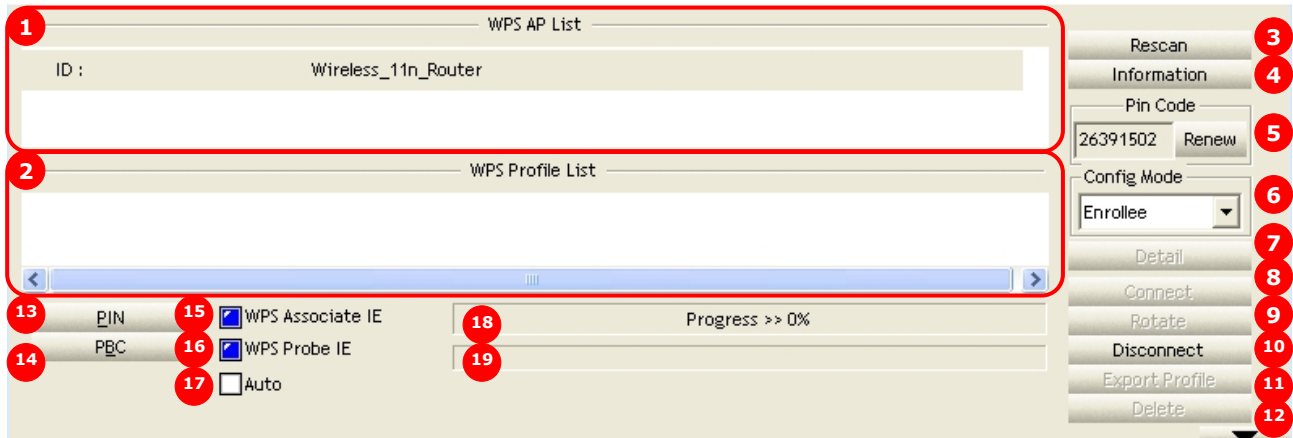 1
WPS AP List
ID : Wireless_11n_Router
2
WPS Profile List
3
Rescan
4
Information
Pin Code
26391502 Renew
5
Config Mode
Enrollee
6
7
Detail
8
Connect
9
Rotate
10
Disconnect
11
Export Profile
12
Delete
13
PIN
14
PBC
15
WPS Associate IE
16
WPS Probe IE
17
Auto
18
Progress >> 0%
19